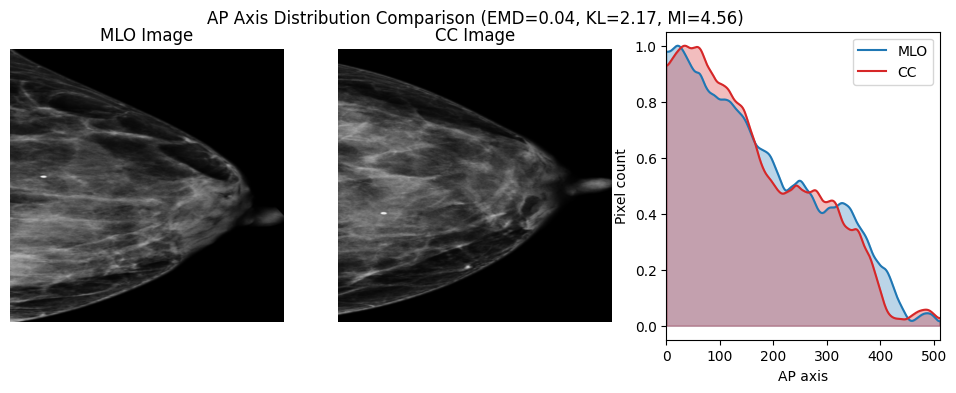 AP Axis Distribution Comparison (EMD=0.04, KL=2.17, MI=4.56)
MLO Image
CC Image
MLO
CC
1.0
0.8
0.6
0.4
0.2
0.0
Pixel count
0 100 200 300 400 500
AP axis